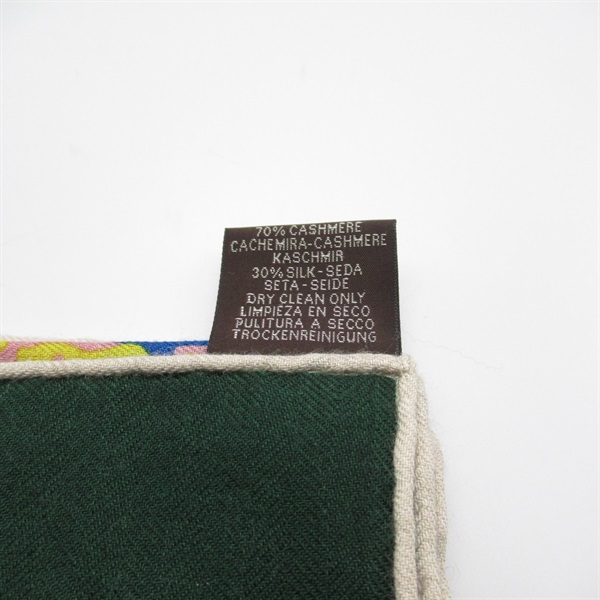 70% CASHMERE
CACHEMIRA-CASHMERE
KASCHMIR
30% SILK-SEDA
SETA-SEIDE
DRY CLEAN ONLY
LIMPIEZA EN SECO
PULITURA A SECCO
TROCKENREINIGUNG